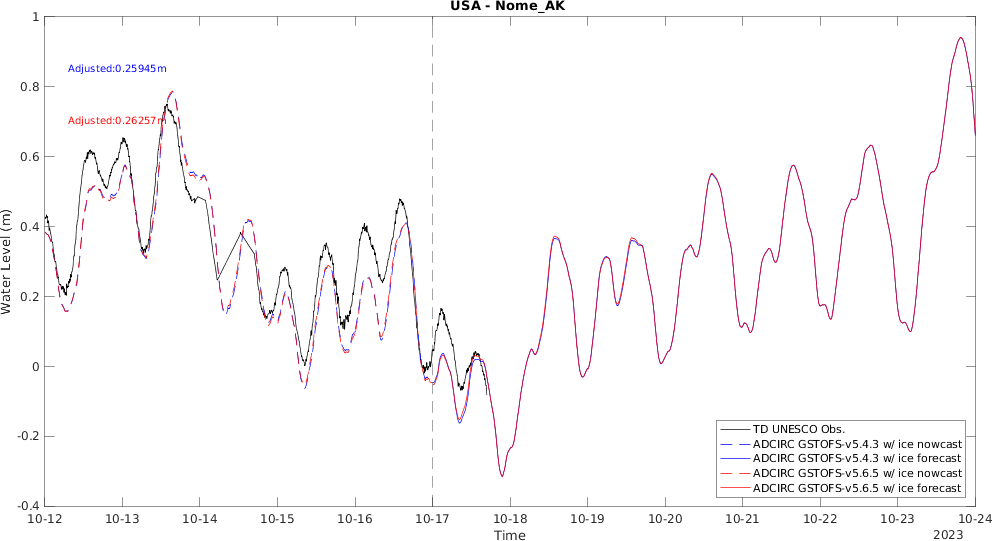 USA - Nome_AK
1
0.8
0.6
0.4
0.2
0
-0.2
-0.4
Water Level (m)
Adjusted:0.25945m
Adjusted:0.26257m
TD UNESCO Obs.
ADCIRC GSTOFS-v5.4.3 w/ ice nowcast
ADCIRC GSTOFS-v5.4.3 w/ ice forecast
ADCIRC GSTOFS-v5.6.5 w/ ice nowcast
ADCIRC GSTOFS-v5.6.5 w/ ice forecast
10-12 10-13 10-14 10-15 10-16 10-17 10-18 10-19 10-20 10-21 10-22 10-23 10-24
Time
2023